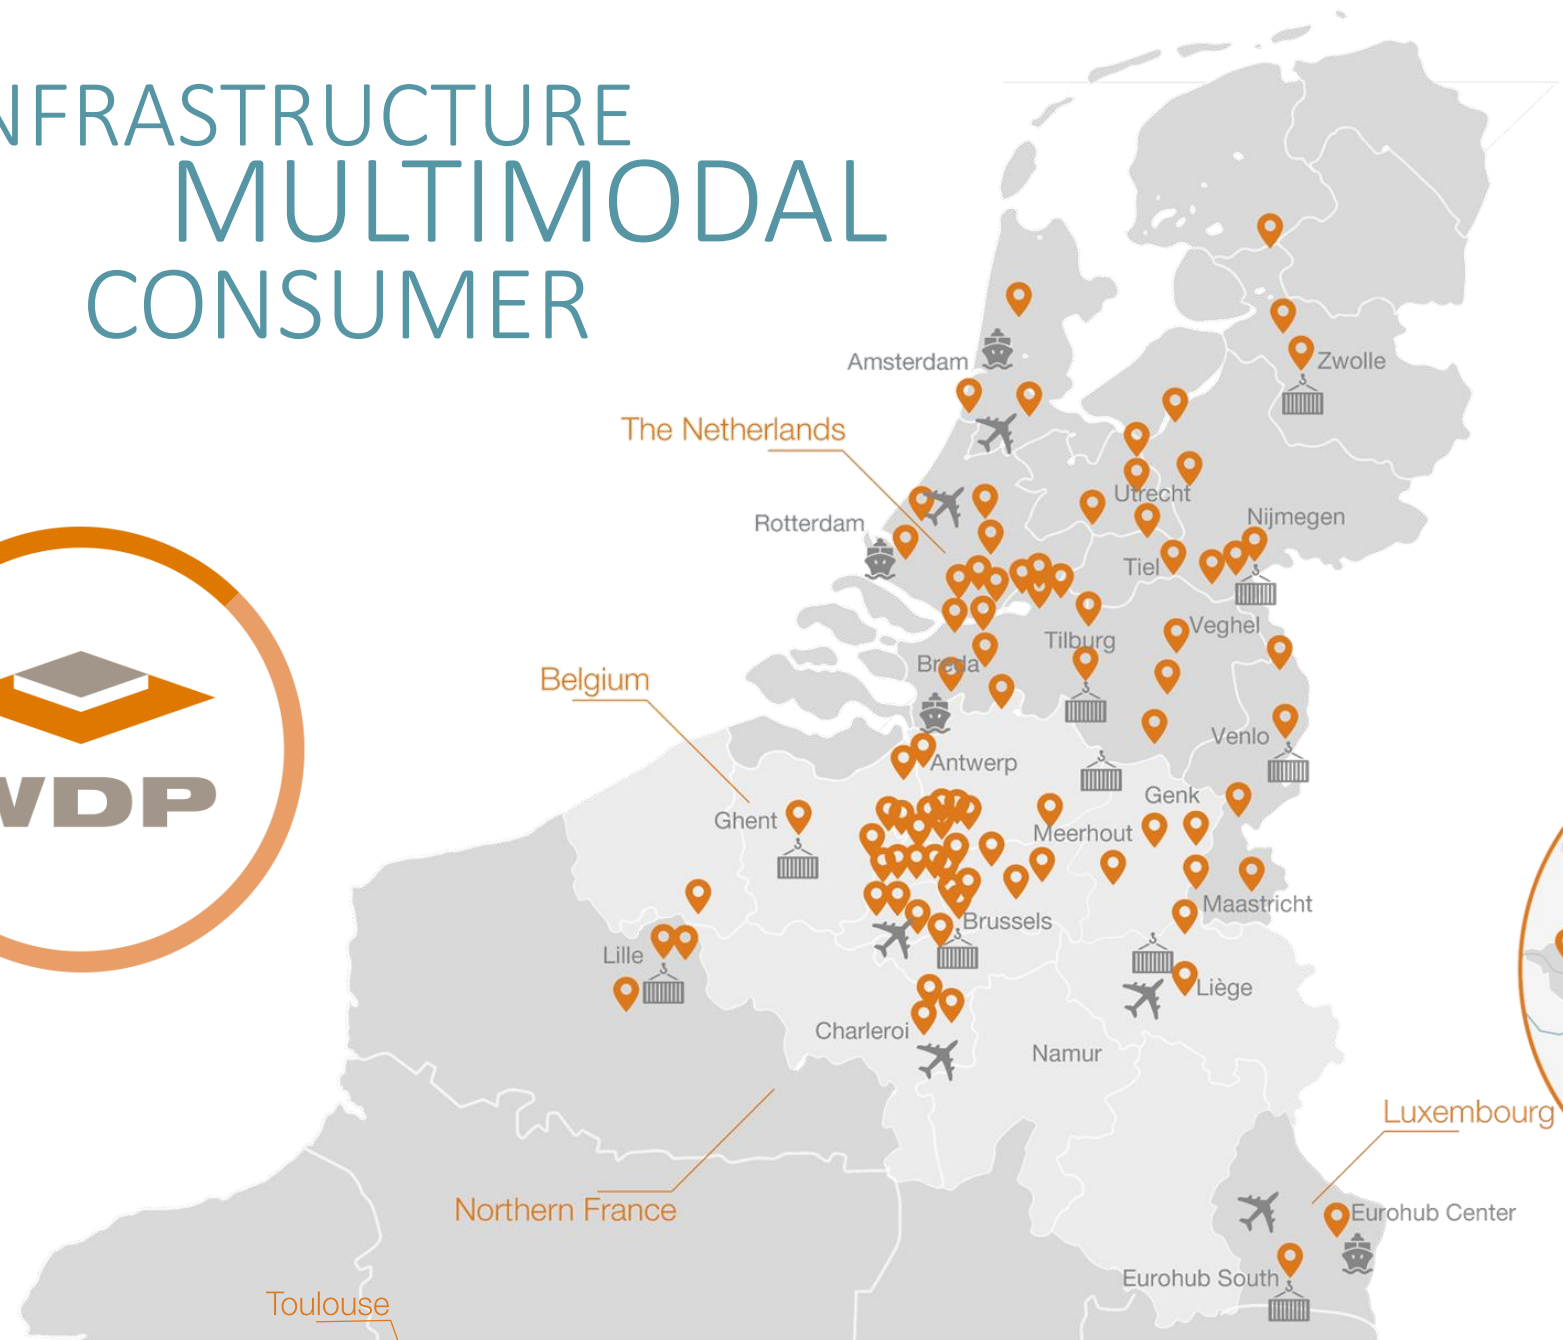 NFRASTRUCTURE
MULTIMODAL
CONSUMER
Amsterdam
Zwolle
The Netherlands
Utrecht
Rotterdam
Nijmegen
Tiel
Veghel
Tilburg
Breda
Belgium
Venlo
Antwerp
Genk
Ghent
Meerhout
WDP
Maastricht
Brussels
Lille
Liège
Charleroi
Namur
Luxembourg
Northern France
Eurohub Center
Eurohub South
Toulouse